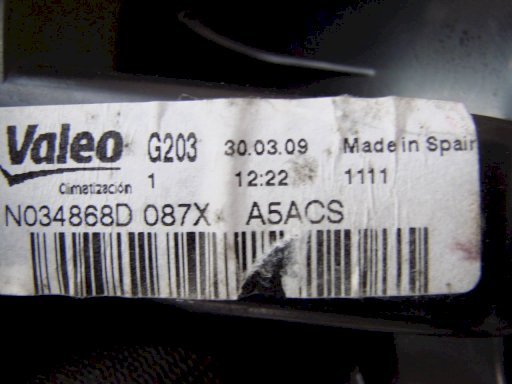 Valeo G203 30.03.09 Made in Spain
Climatización 1 12:22 1111
N034868D 087X A5ACS